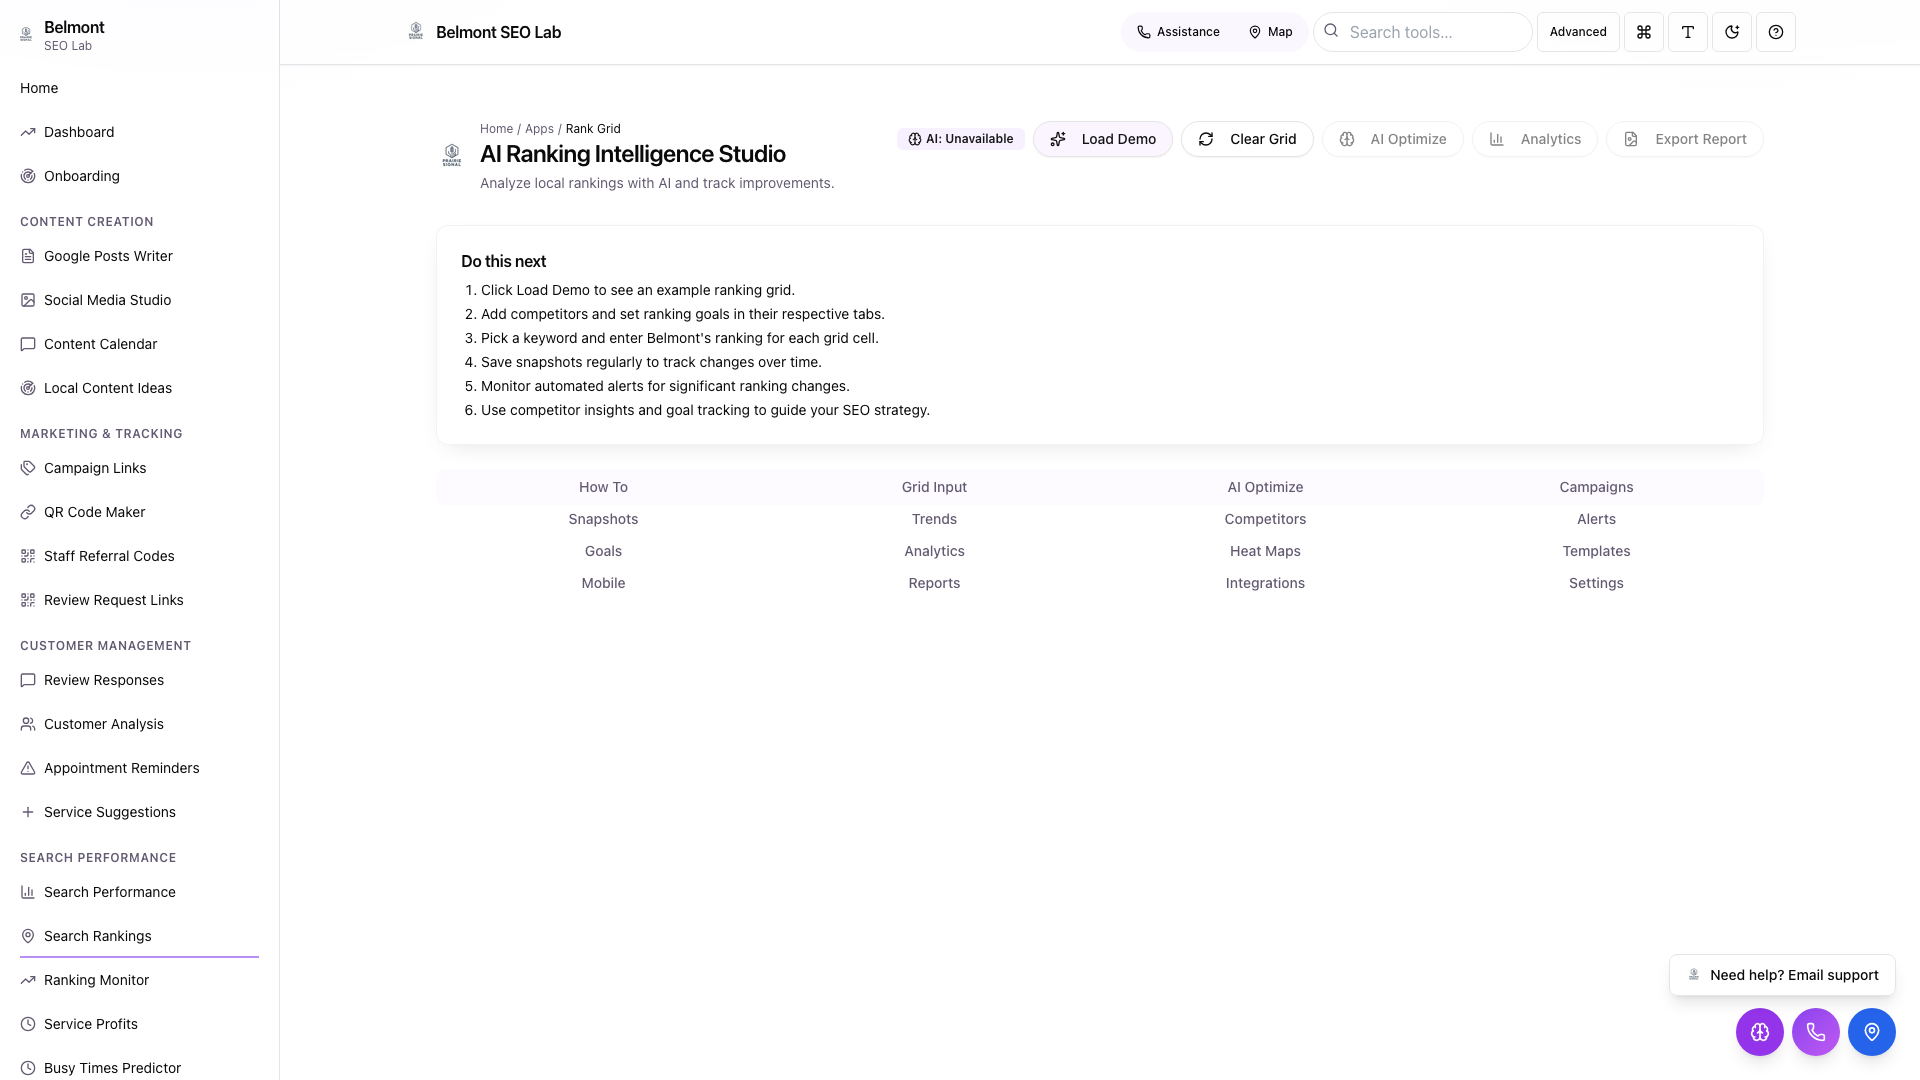 Belmont
SEO Lab
Home
Dashboard
Onboarding
CONTENT CREATION
Google Posts Writer
Social Media Studio
Content Calendar
Local Content Ideas
MARKETING & TRACKING
Campaign Links
QR Code Maker
Staff Referral Codes
Review Request Links
CUSTOMER MANAGEMENT
Review Responses
Customer Analysis
Appointment Reminders
Service Suggestions
SEARCH PERFORMANCE
Search Performance
Search Rankings
Ranking Monitor
Service Profits
Busy Times Predictor
Belmont SEO Lab
Assistance
Map
Search tools...
Advanced
Home / Apps / Rank Grid
PRAIRIE
SIGNAL
AI Ranking Intelligence Studio
Analyze local rankings with AI and track improvements.
AI: Unavailable
Load Demo
Clear Grid
AI Optimize
Analytics
Export Report
Do this next
1. Click Load Demo to see an example ranking grid.
2. Add competitors and set ranking goals in their respective tabs.
3. Pick a keyword and enter Belmont's ranking for each grid cell.
4. Save snapshots regularly to track changes over time.
5. Monitor automated alerts for significant ranking changes.
6. Use competitor insights and goal tracking to guide your SEO strategy.
How To Grid Input AI Optimize Campaigns
Snapshots Trends Competitors Alerts
Goals Analytics Heat Maps Templates
Mobile Reports Integrations Settings
Need help? Email support